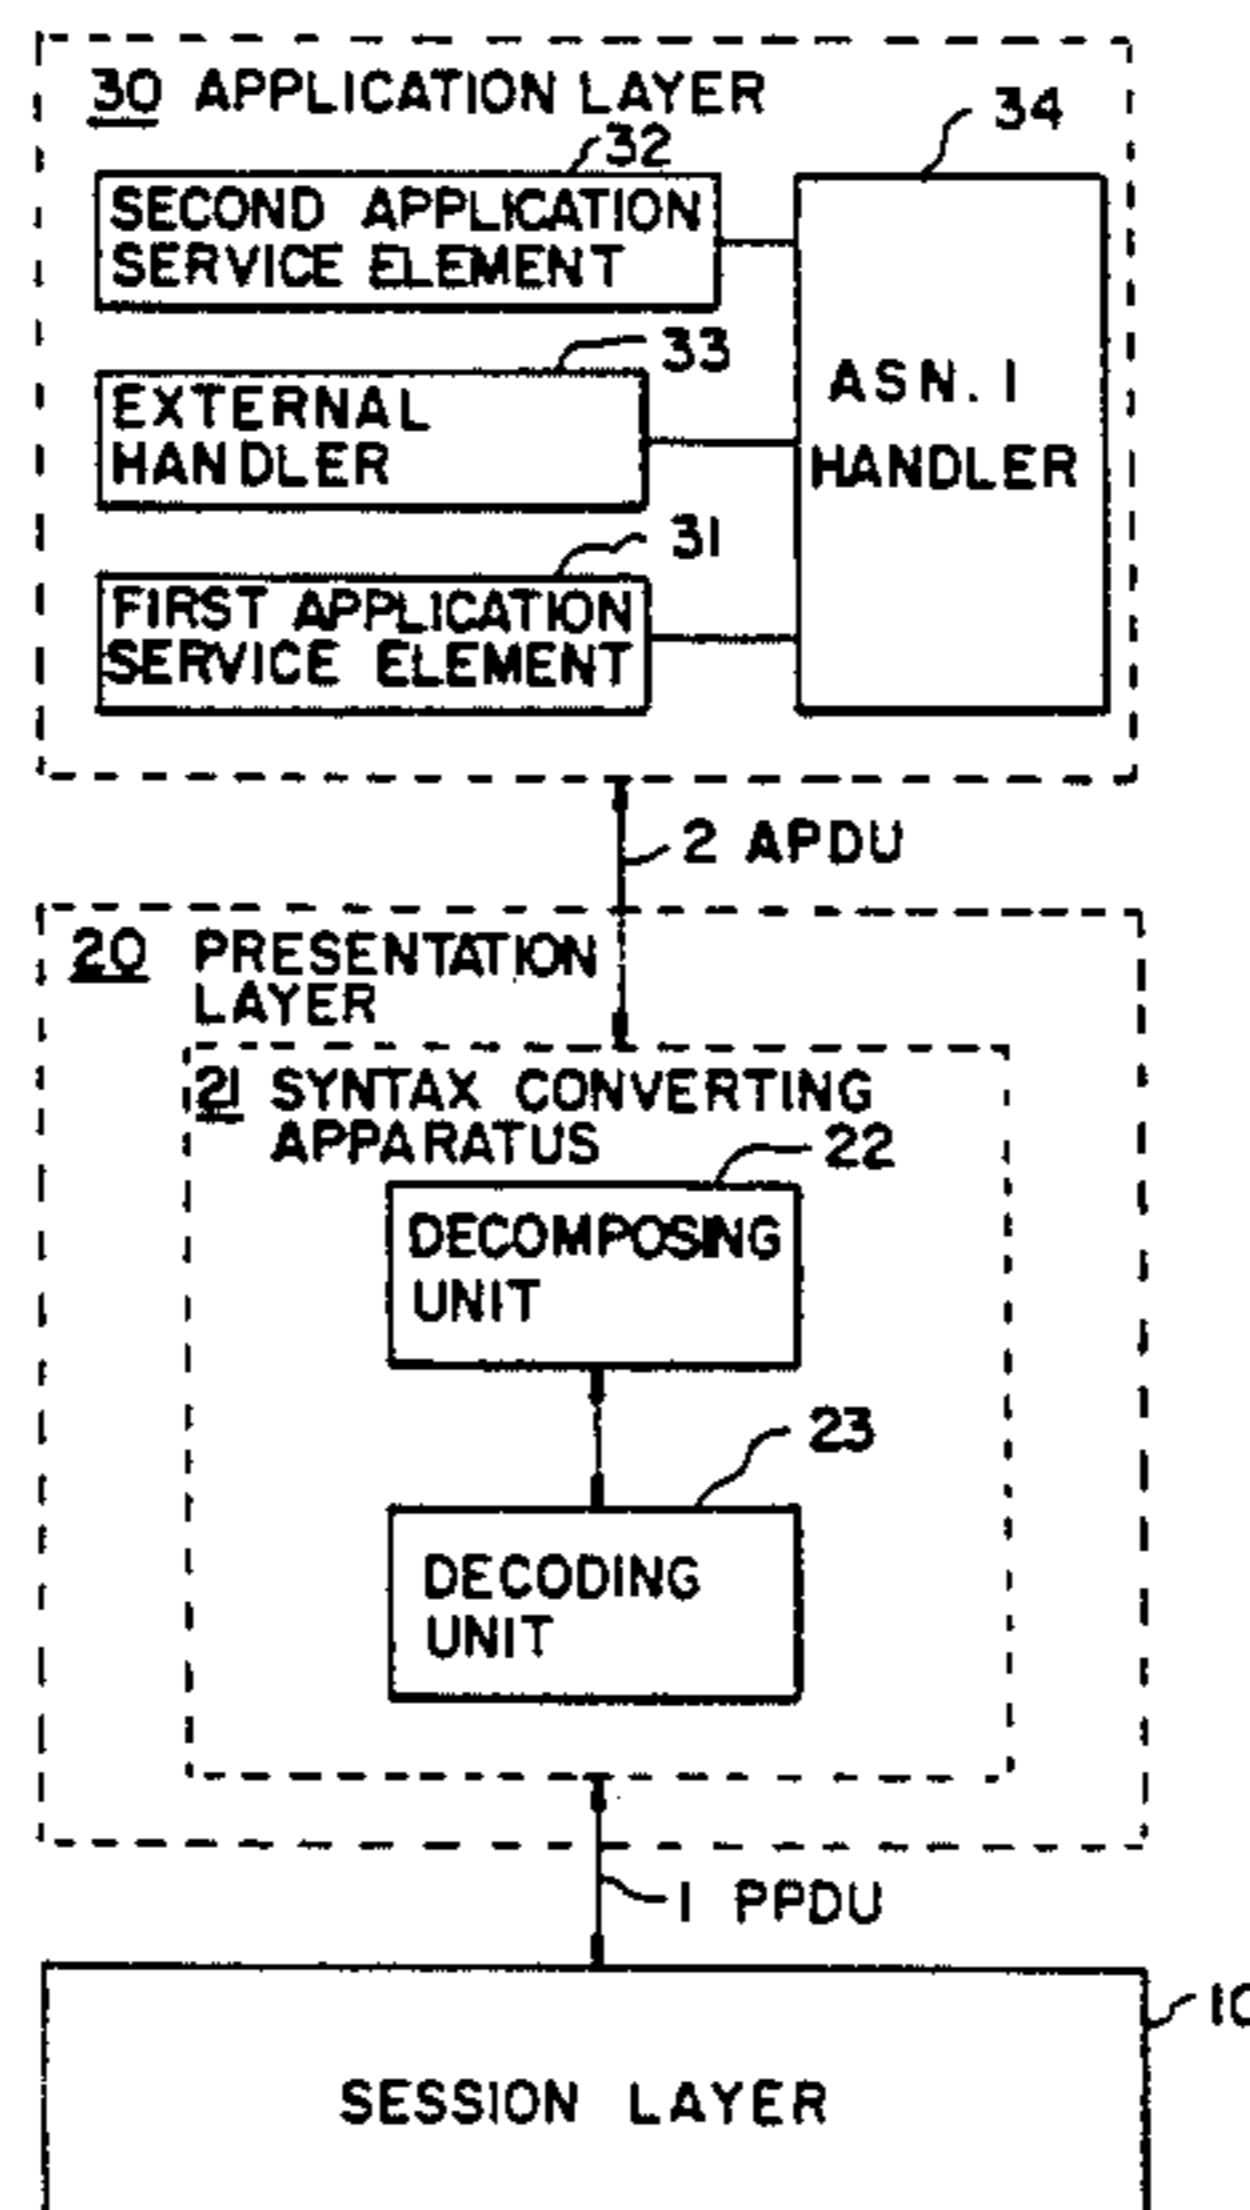 30 APPLICATION LAYER
34
32
SECOND APPLICATION
SERVICE ELEMENT
33
EXTERNAL
HANDLER
ASN. 1
HANDLER
31
FIRST APPLICATION
SERVICE ELEMENT
2 APDU
20 PRESENTATION
LAYER
21 SYNTAX CONVERTING
APPARATUS
22
DECOMPOSING
UNIT
23
DECODING
UNIT
1 PPDU
10
SESSION LAYER